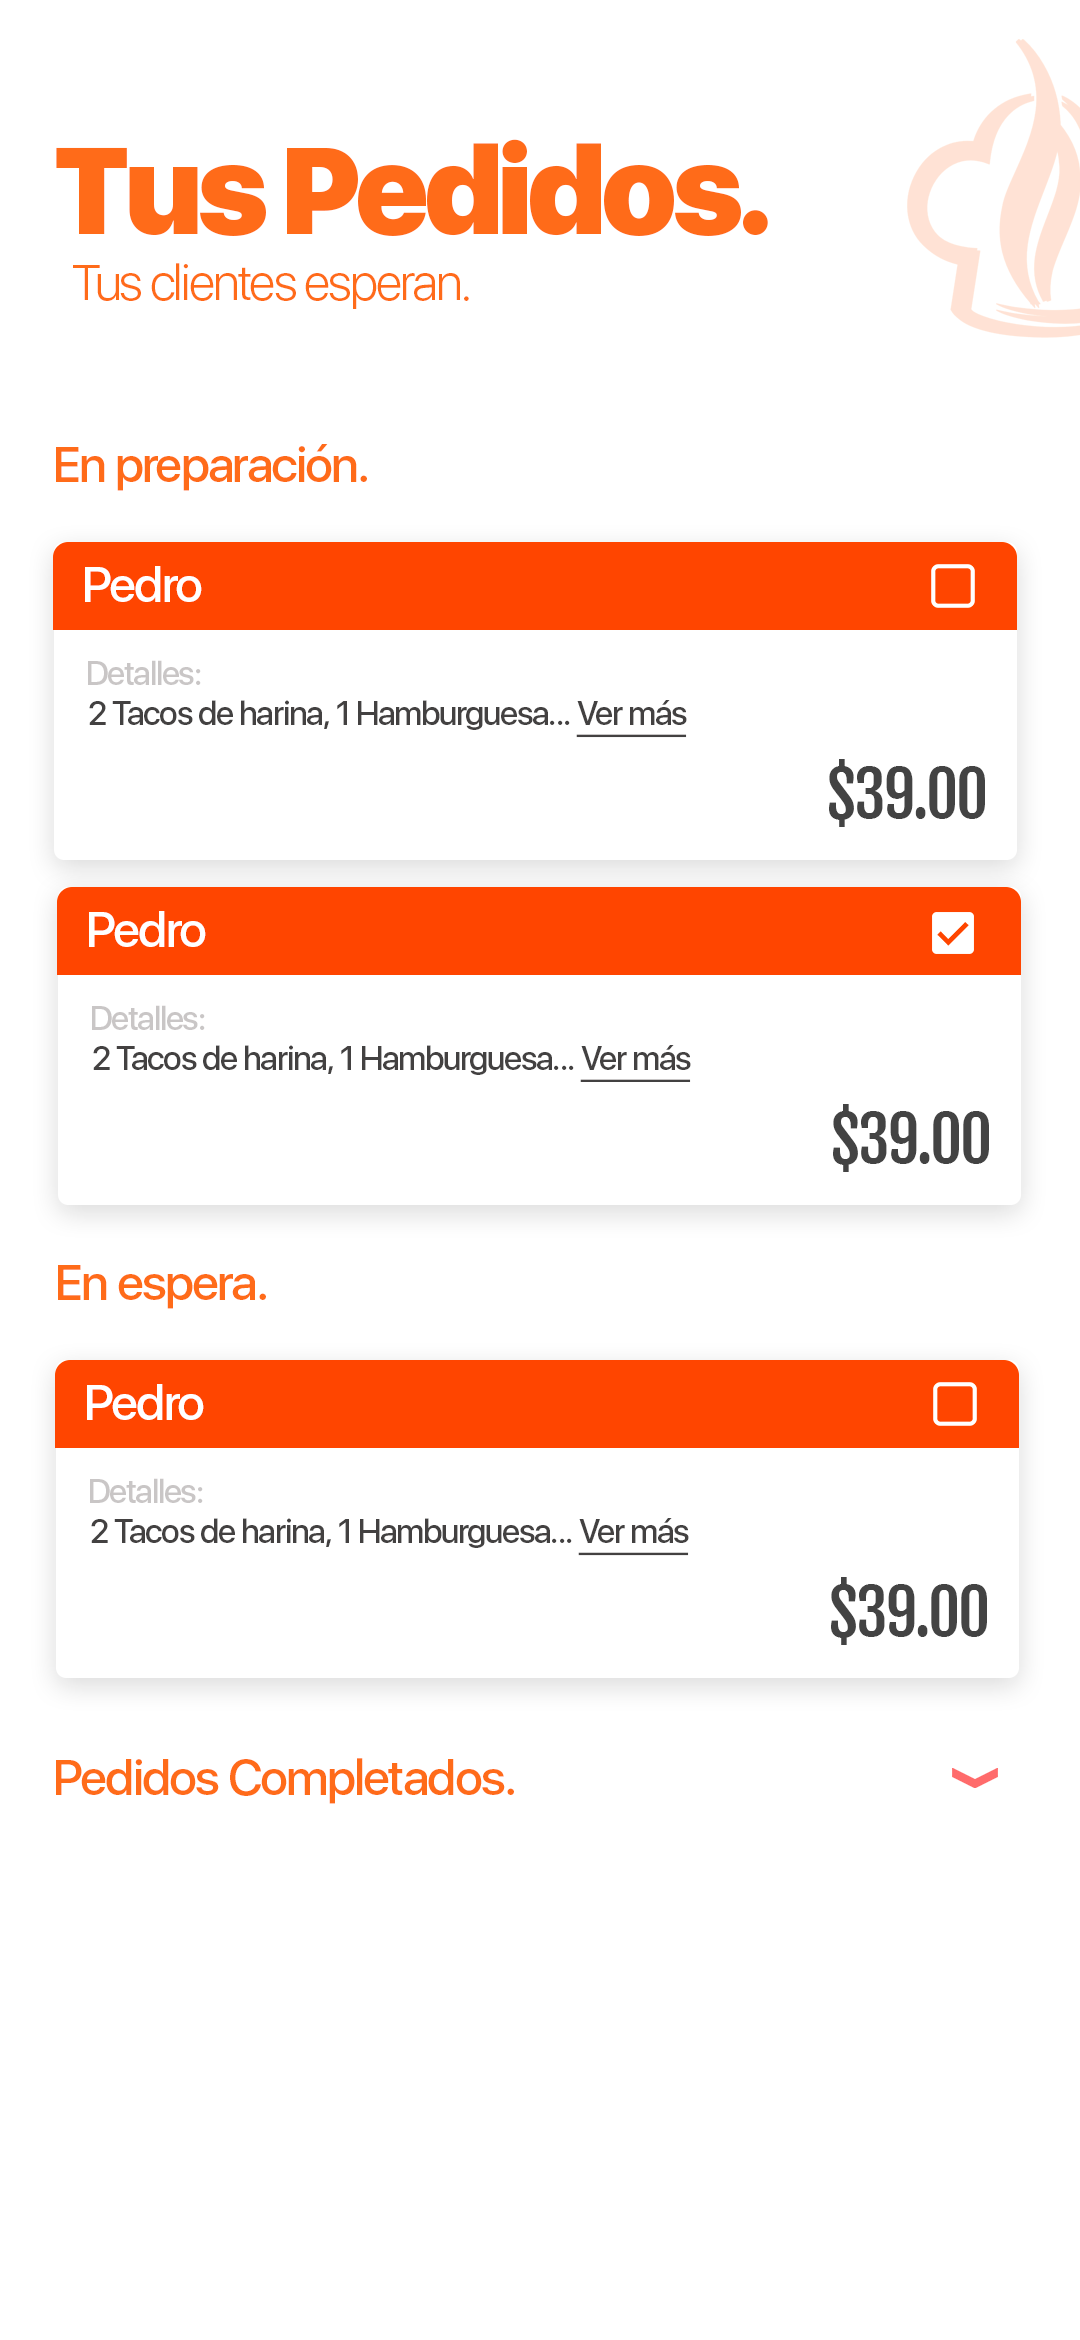 Tus Pedidos.
Tus clientes esperan.
En preparación.
Pedro
Detalles:
2 Tacos de harina, 1 Hamburguesa... Ver más
$39.00
Pedro
Detalles:
2 Tacos de harina, 1 Hamburguesa... Ver más
$39.00
En espera.
Pedro
Detalles:
2 Tacos de harina, 1 Hamburguesa... Ver más
$39.00
Pedidos Completados.